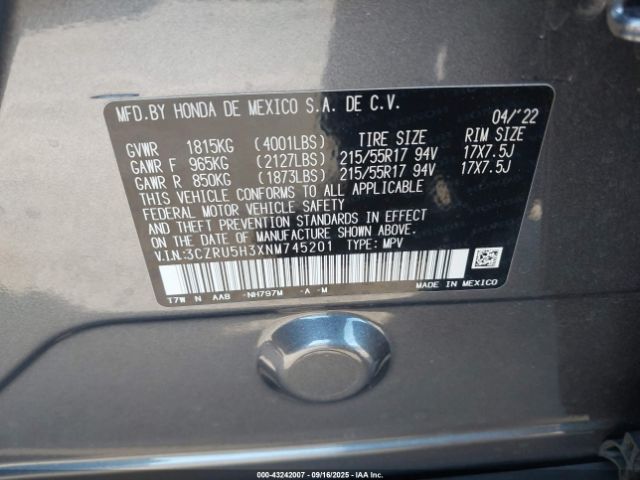 MFD.BY HONDA DE MEXICO S.A. DE C.V.
04/'22
GVWR 1815KG (4001LBS) TIRE SIZE RIM SIZE
GAWR F 965KG (2127LBS) 215/55R17 94V 17X7.5J
GAWR R 850KG (1873LBS) 215/55R17 94V 17X7.5J
THIS VEHICLE CONFORMS TO ALL APPLICABLE
FEDERAL MOTOR VEHICLE SAFETY
AND THEFT PREVENTION STANDARDS IN EFFECT
ON THE DATE OF MANUFACTURE SHOWN ABOVE.
V.I.N.:3CZRU5H3XNM745201 TYPE: MPV
T7W N AAB -NH797M -A -M MADE IN MEXICO
000-43242007 - 09/16/2025 - IAA Inc.